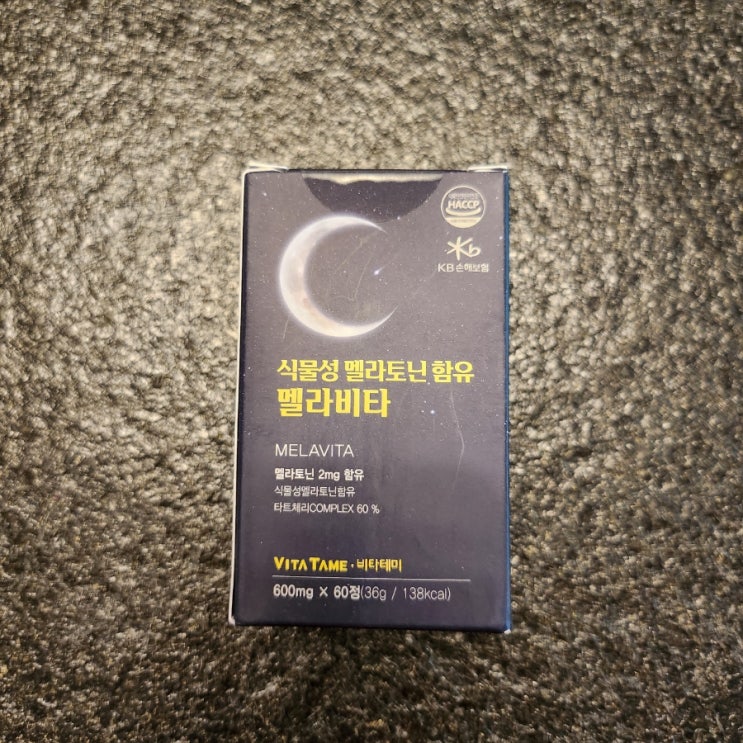 HACCP
KB 손해보험
식물성 멜라토닌 함유
멜라비타
MELAVITA
멜라토닌 2mg 함유
식물성멜라토닌함유
타트체리COMPLEX 60 %
VITA TAME · 비타테미
600mg × 60정(36g / 138kcal)